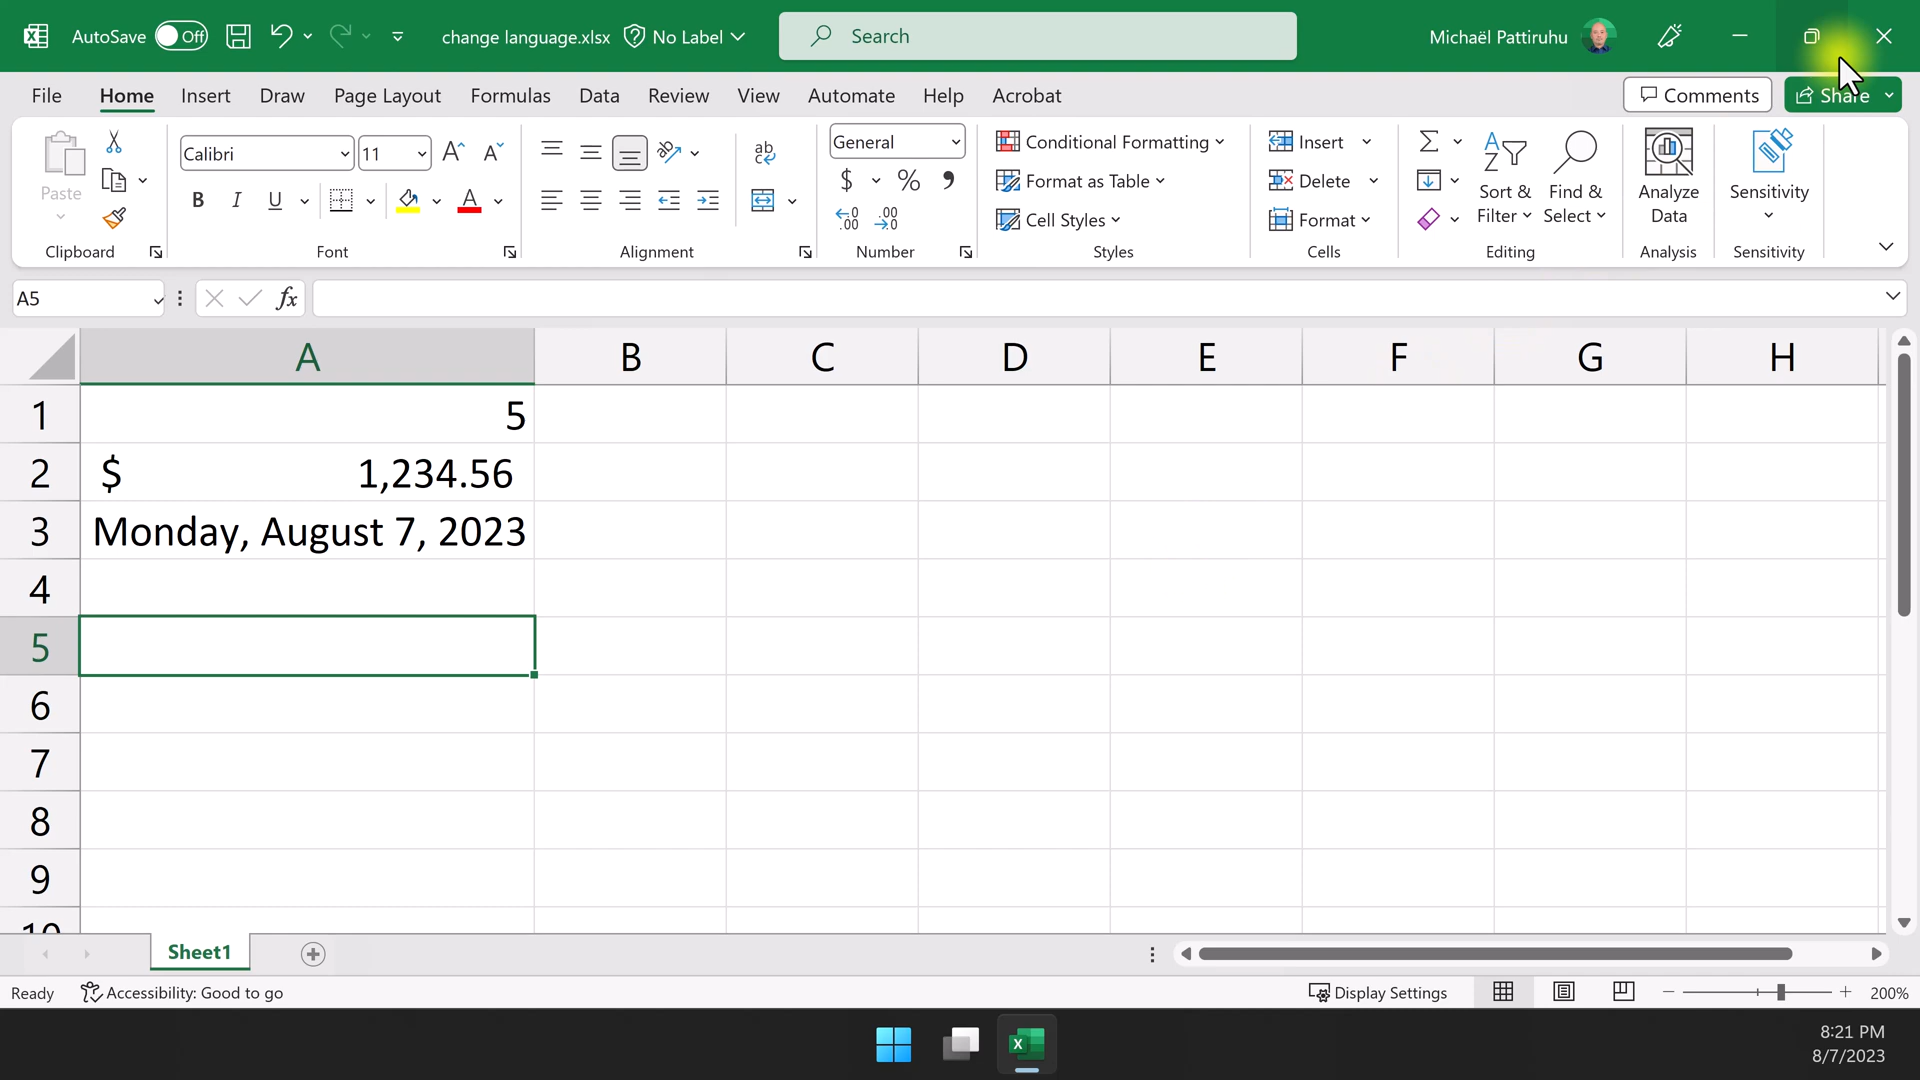 AutoSave Off change language.xlsx No Label Search Michaël Pattiruhu
File Home Insert Draw Page Layout Formulas Data Review View Automate Help Acrobat Comments Share
Paste
Clipboard
Calibri 11
B I U A
Font
ab
c
Alignment
General
$ % 9
Number
Conditional Formatting
Format as Table
Cell Styles
Styles
Insert
Delete
Format
Cells
Sort & Filter
Find & Select
Editing
Analyze Data
Analysis
Sensitivity
Sensitivity
A5 fx
A B C D E F G H
1 5
2 $ 1,234.56
3 Monday, August 7, 2023
4
5
6
7
8
9
10
Sheet1
Ready Accessibility: Good to go Display Settings 200%
8:21 PM
8/7/2023